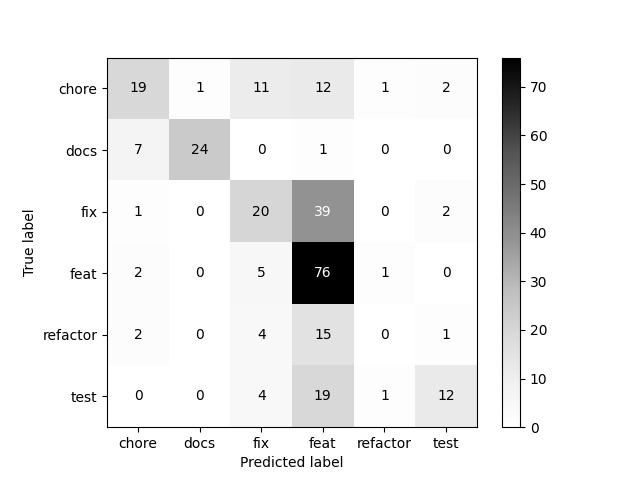 chore 19 1 11 12 1 2
docs 7 24 0 1 0 0
fix 1 0 20 39 0 2
feat 2 0 5 76 1 0
refactor 2 0 4 15 0 1
test 0 0 4 19 1 12
chore docs fix feat refactor test
Predicted label
True label
70
60
50
40
30
20
10
0